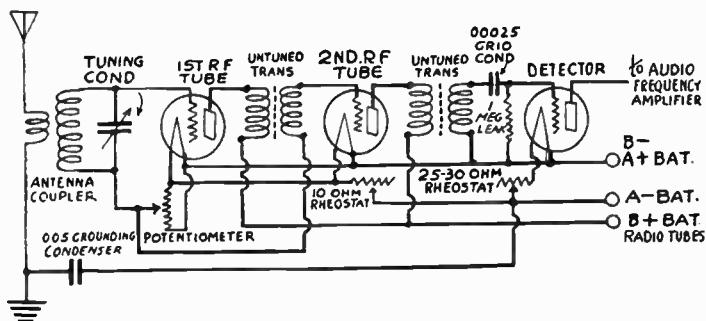 TUNING
COND
1ST RF
TUBE
UNTUNED
TRANS
2ND. RF
TUBE
UNTUNED
TRANS
00025
GRID
COND
DETECTOR
to AUDIO
FREQUENCY
AMPLIFIER
1
MEG
LEAK
B-
A+ BAT.
ANTENNA
COUPLER
10 OHM
RHEOSTAT
25-30 OHM
RHEOSTAT
A- BAT.
POTENTIOMETER
B+ BAT
RADIO TUBES
005 GROUNDING
CONDENSER